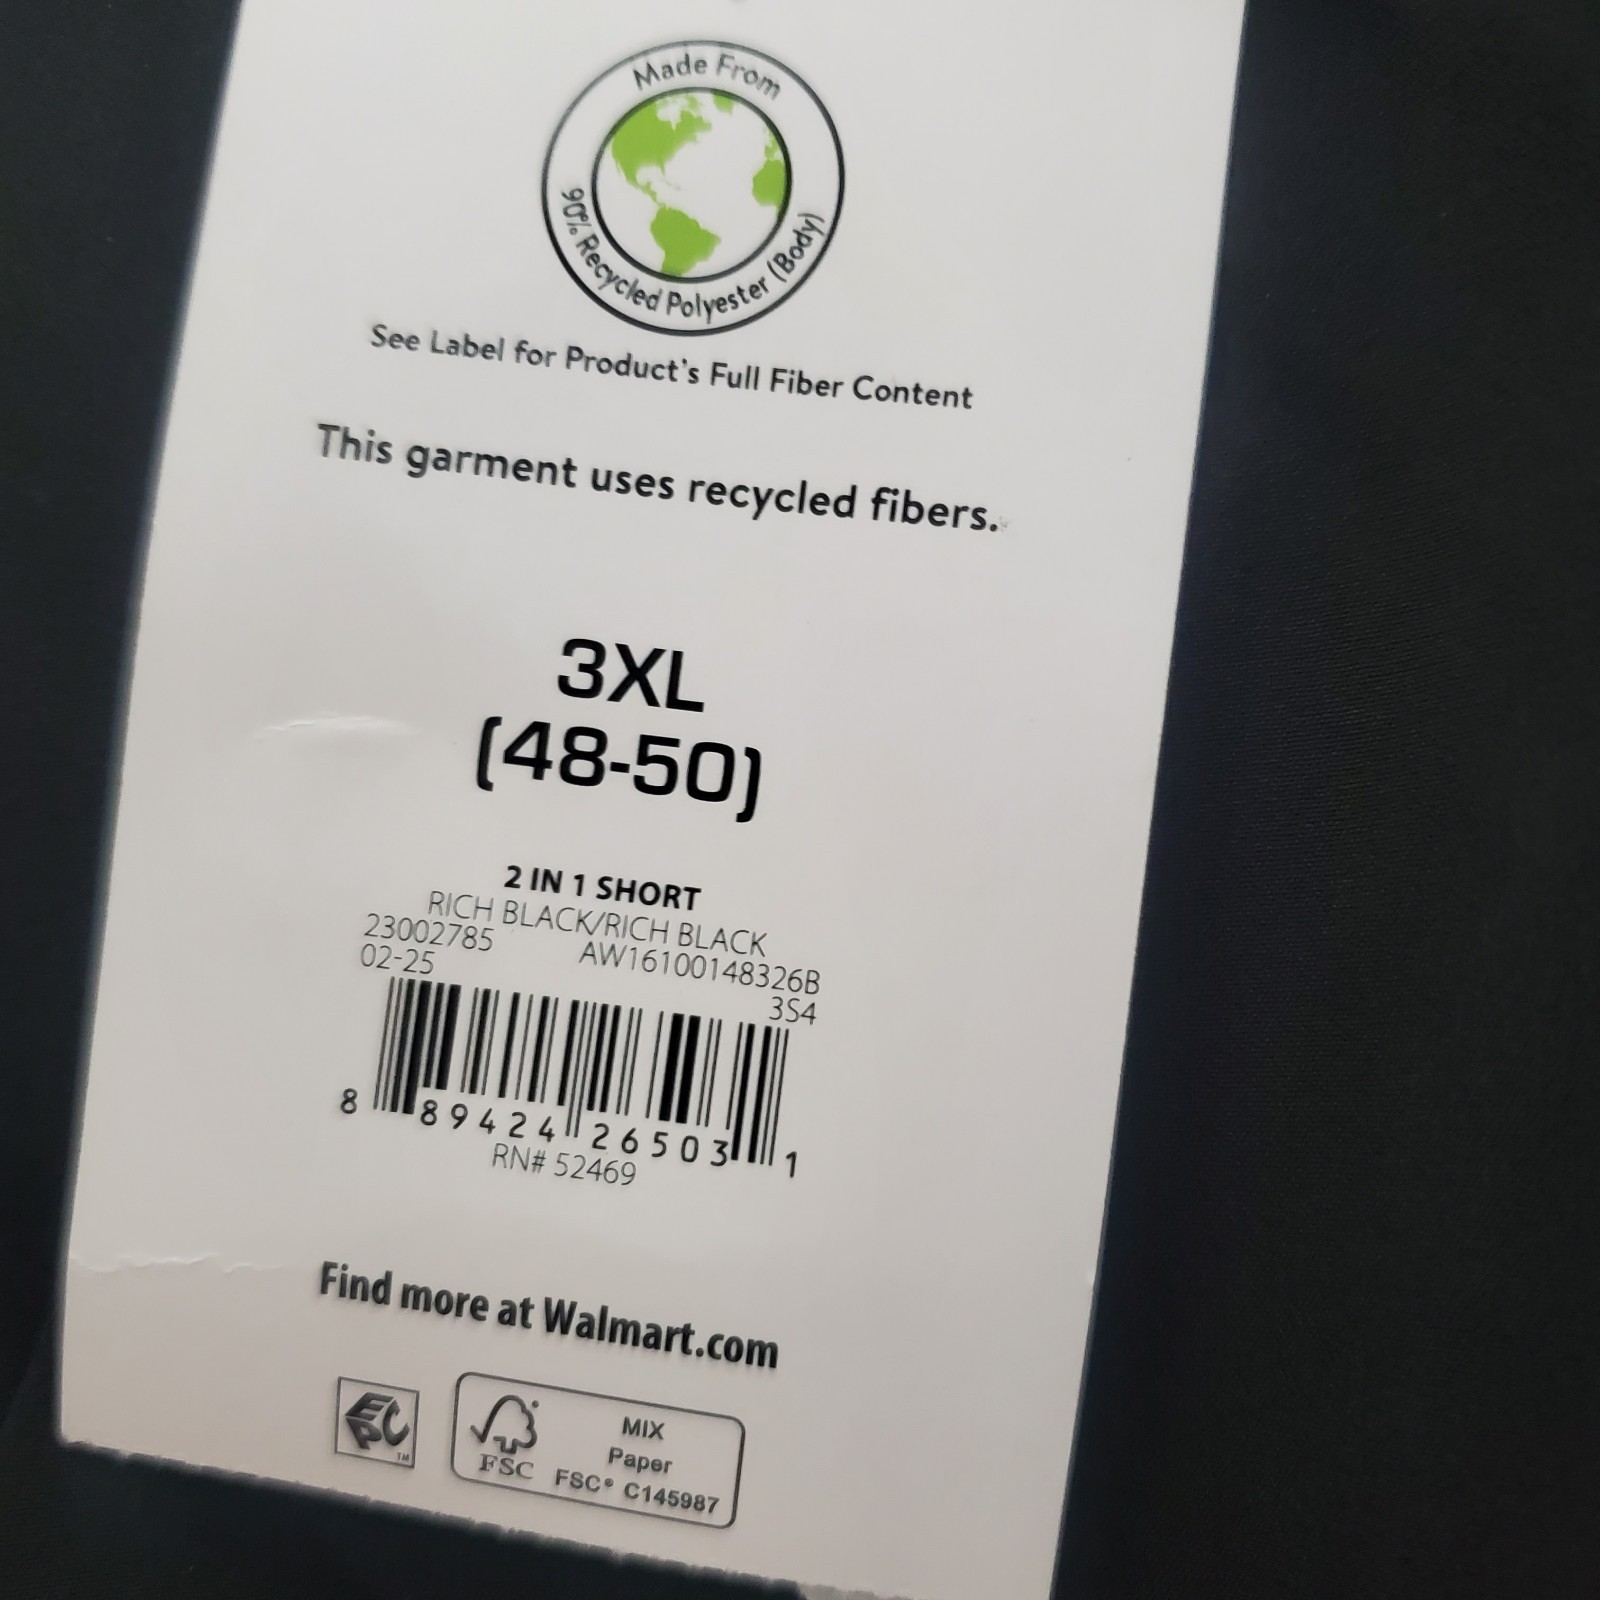 Made From
90% Recycled Polyester (Body)
See Label for Product's Full Fiber Content
This garment uses recycled fibers.
3XL
(48-50)
2 IN 1 SHORT
RICH BLACK/RICH BLACK
23002785 AW16100148326B
02-25
3S4
8 89424 26503 1
RN# 52469
Find more at Walmart.com
EPC TM
FSC
MIX
Paper
FSC® C145987